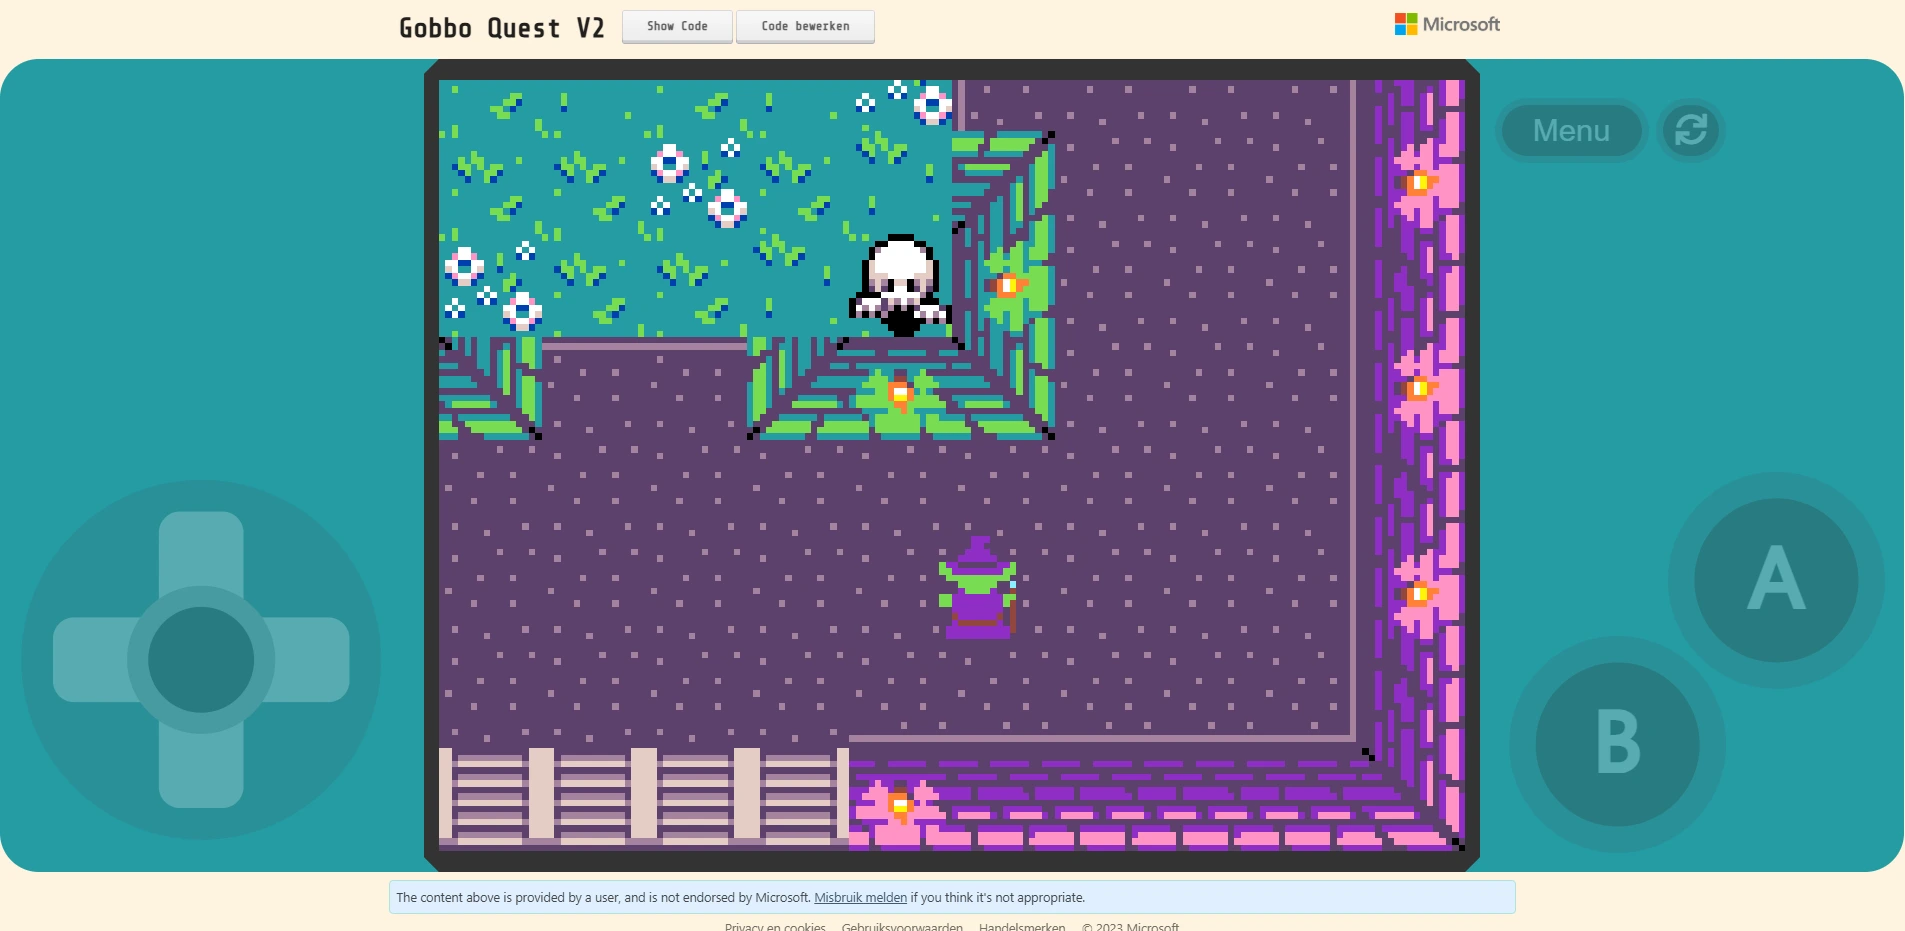 Gobbo Quest V2
Show Code
Code bewerken
Microsoft
Menu
A
B
The content above is provided by a user, and is not endorsed by Microsoft. Misbruik melden if you think it's not appropriate.
Privacy en cookies Gebruiksvoorwaarden Handelsmerken © 2023 Microsoft